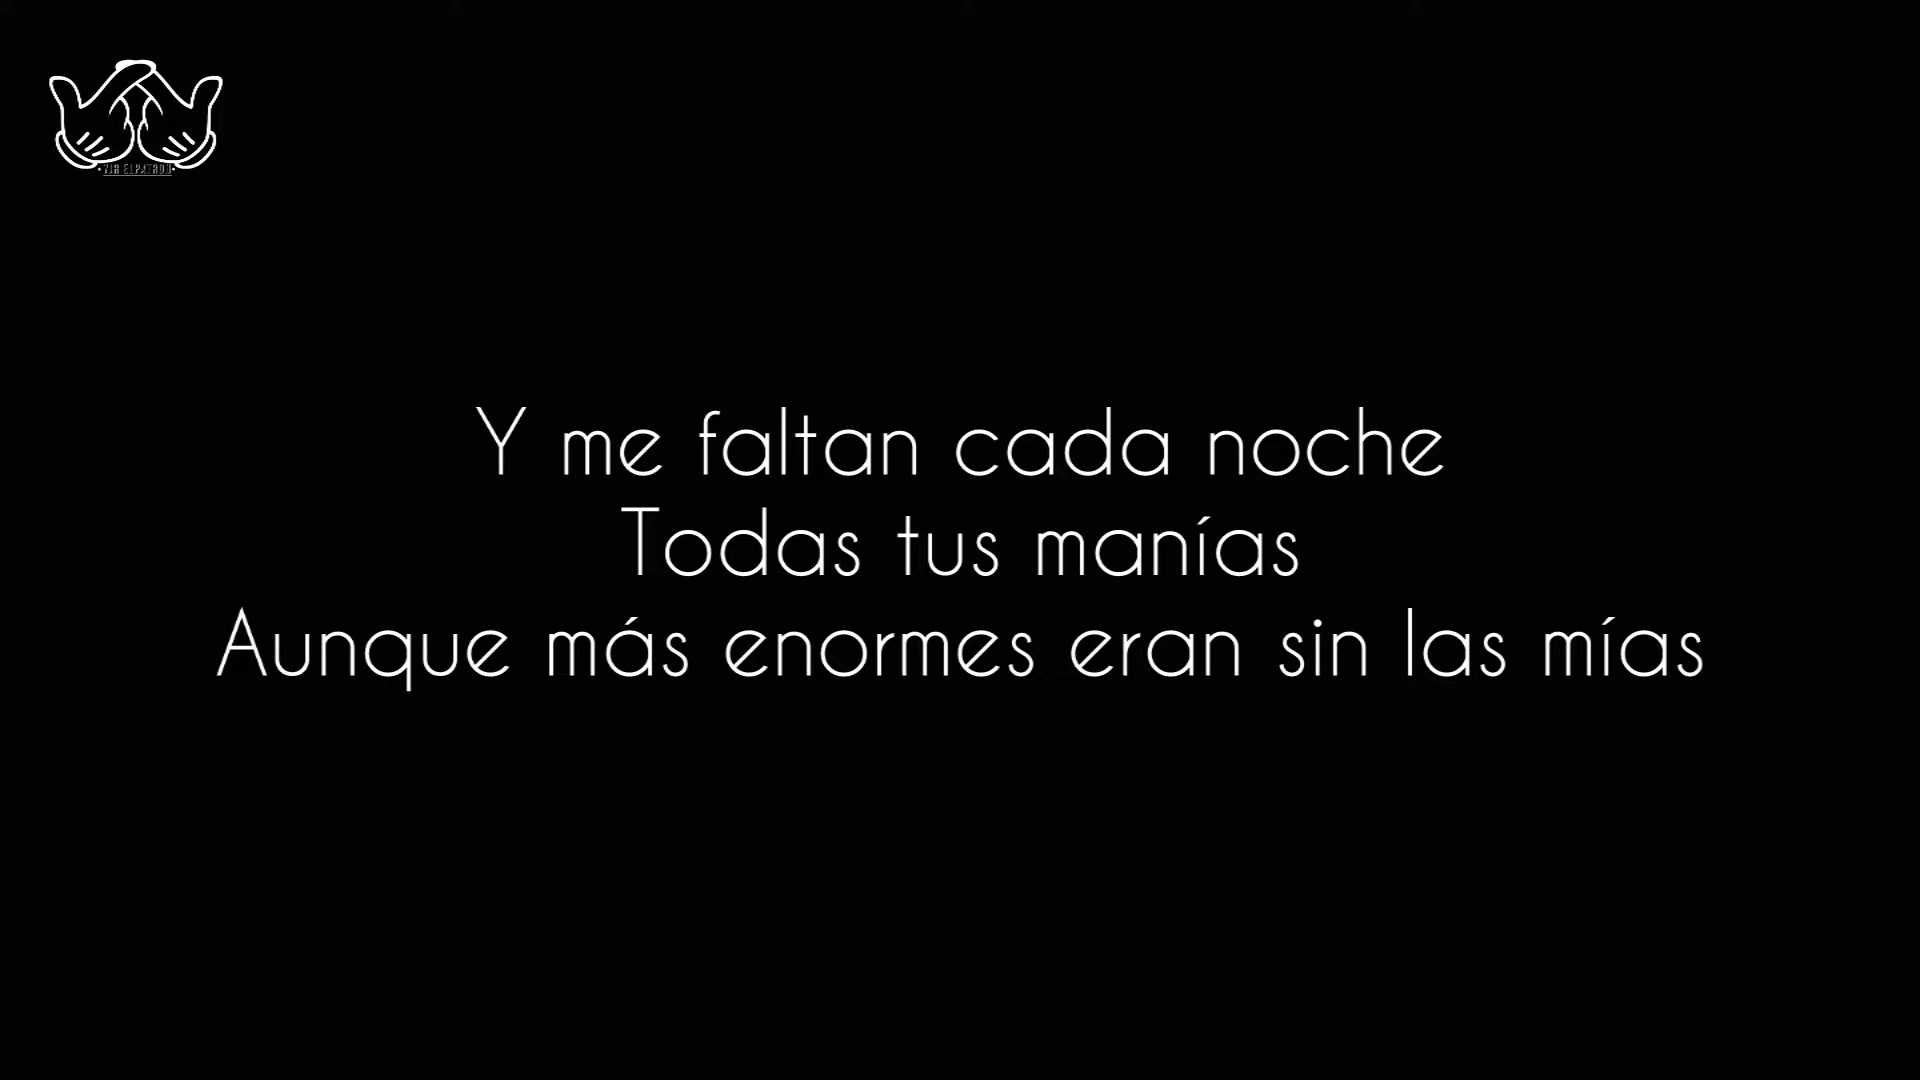 Y me faltan cada noche
Todas tus manías
Aunque más enormes eran sin las mías